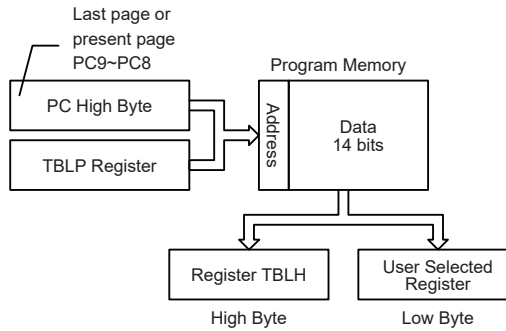 Last page or
present page
PC9~PC8
Program Memory
PC High Byte
TBLP Register
Address
Data
14 bits
Register TBLH
User Selected
Register
High Byte
Low Byte